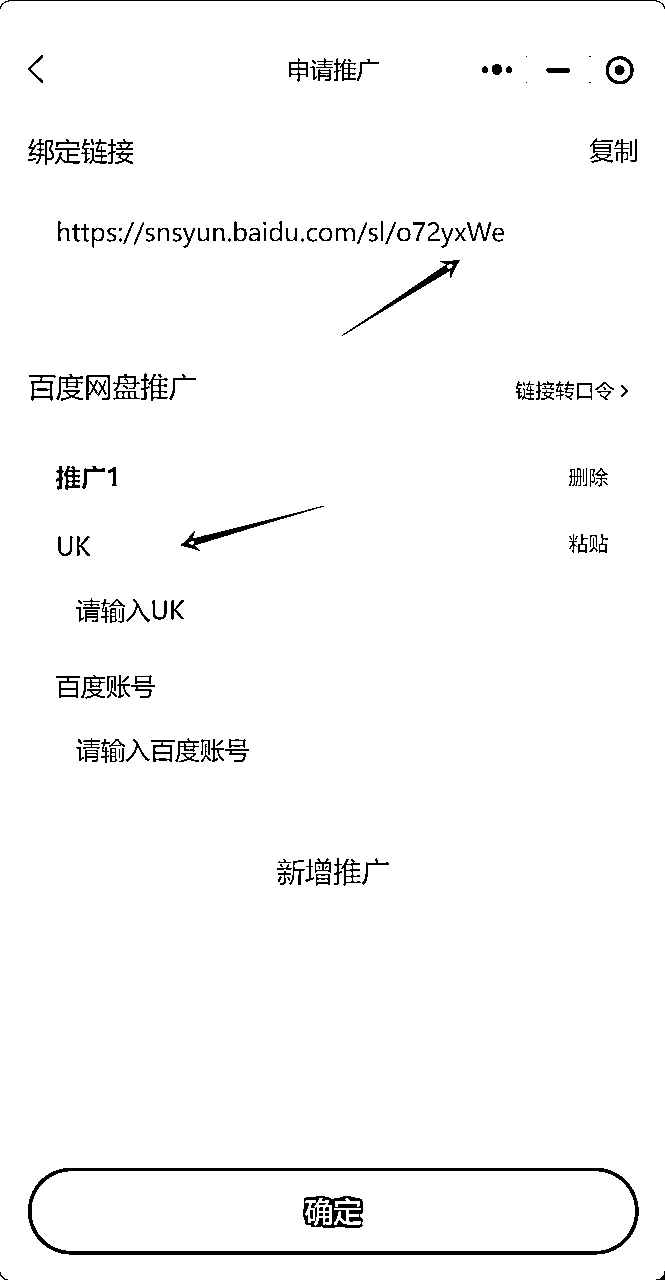 申请推广
绑定链接 复制
https://snsyun.baidu.com/sl/o72yxWe
百度网盘推广 链接转口令
推广1 删除
UK 粘贴
请输入UK
百度账号
请输入百度账号
新增推广
确定